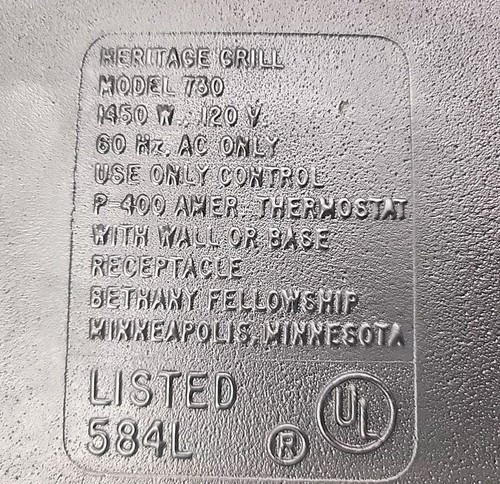 HERITAGE GRILL
MODEL 730
1450 W., 120 V.
60 Hz. AC ONLY
USE ONLY CONTROL
P-400 AMER. THERMOSTAT
WITH WALL OR BASE
RECEPTACLE
BETHANY FELLOWSHIP
MINNEAPOLIS, MINNESOTA
LISTED
584L ® UL